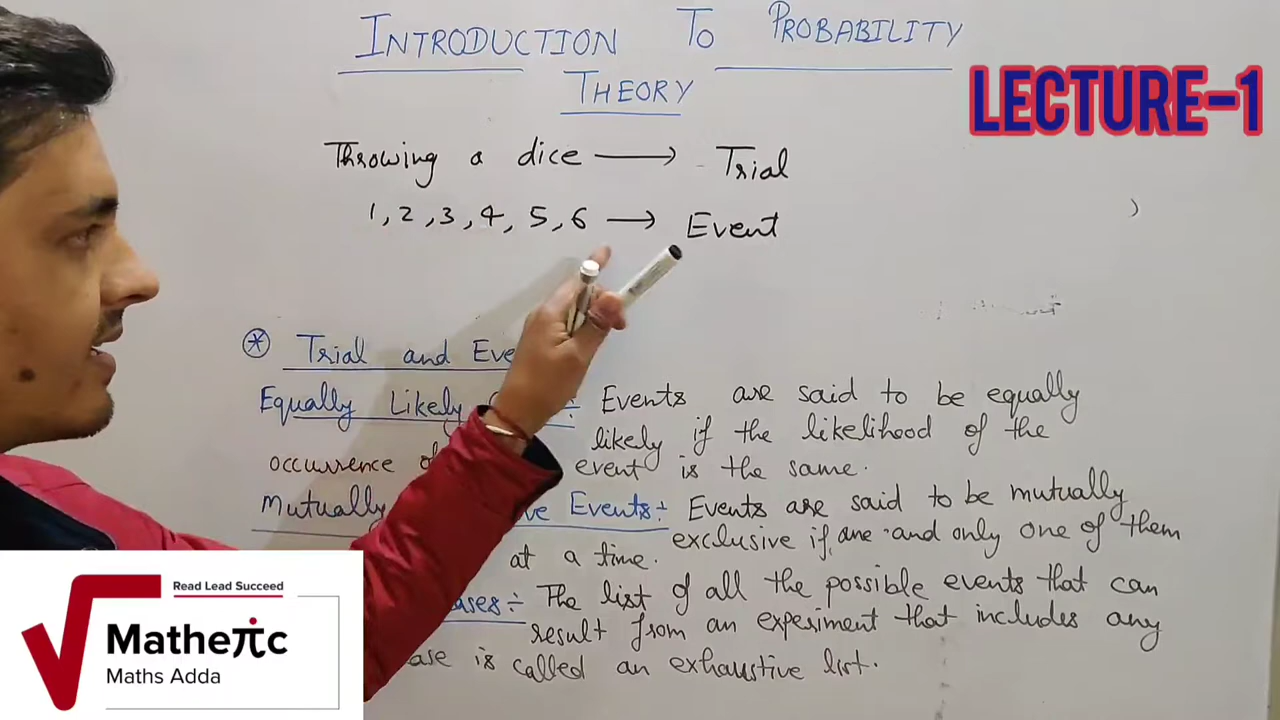 INTRODUCTION TO PROBABILITY
THEORY
LECTURE-1
Throwing a dice ⟶ Trial
1, 2, 3, 4, 5, 6 ⟶ Event
Trial and Eve
Equally Likely ÷ Events are said to be equally
likely if the likelihood of the
occurrence of event is the same.
Mutually ve Events ÷ Events are said to be mutually
exclusive if one and only one of them
at a time.
ases ÷ The list of all the possible events that can
result from an experiment that includes any
ase is called an exhaustive list.
Read Lead Succeed
Matheπc
Maths Adda